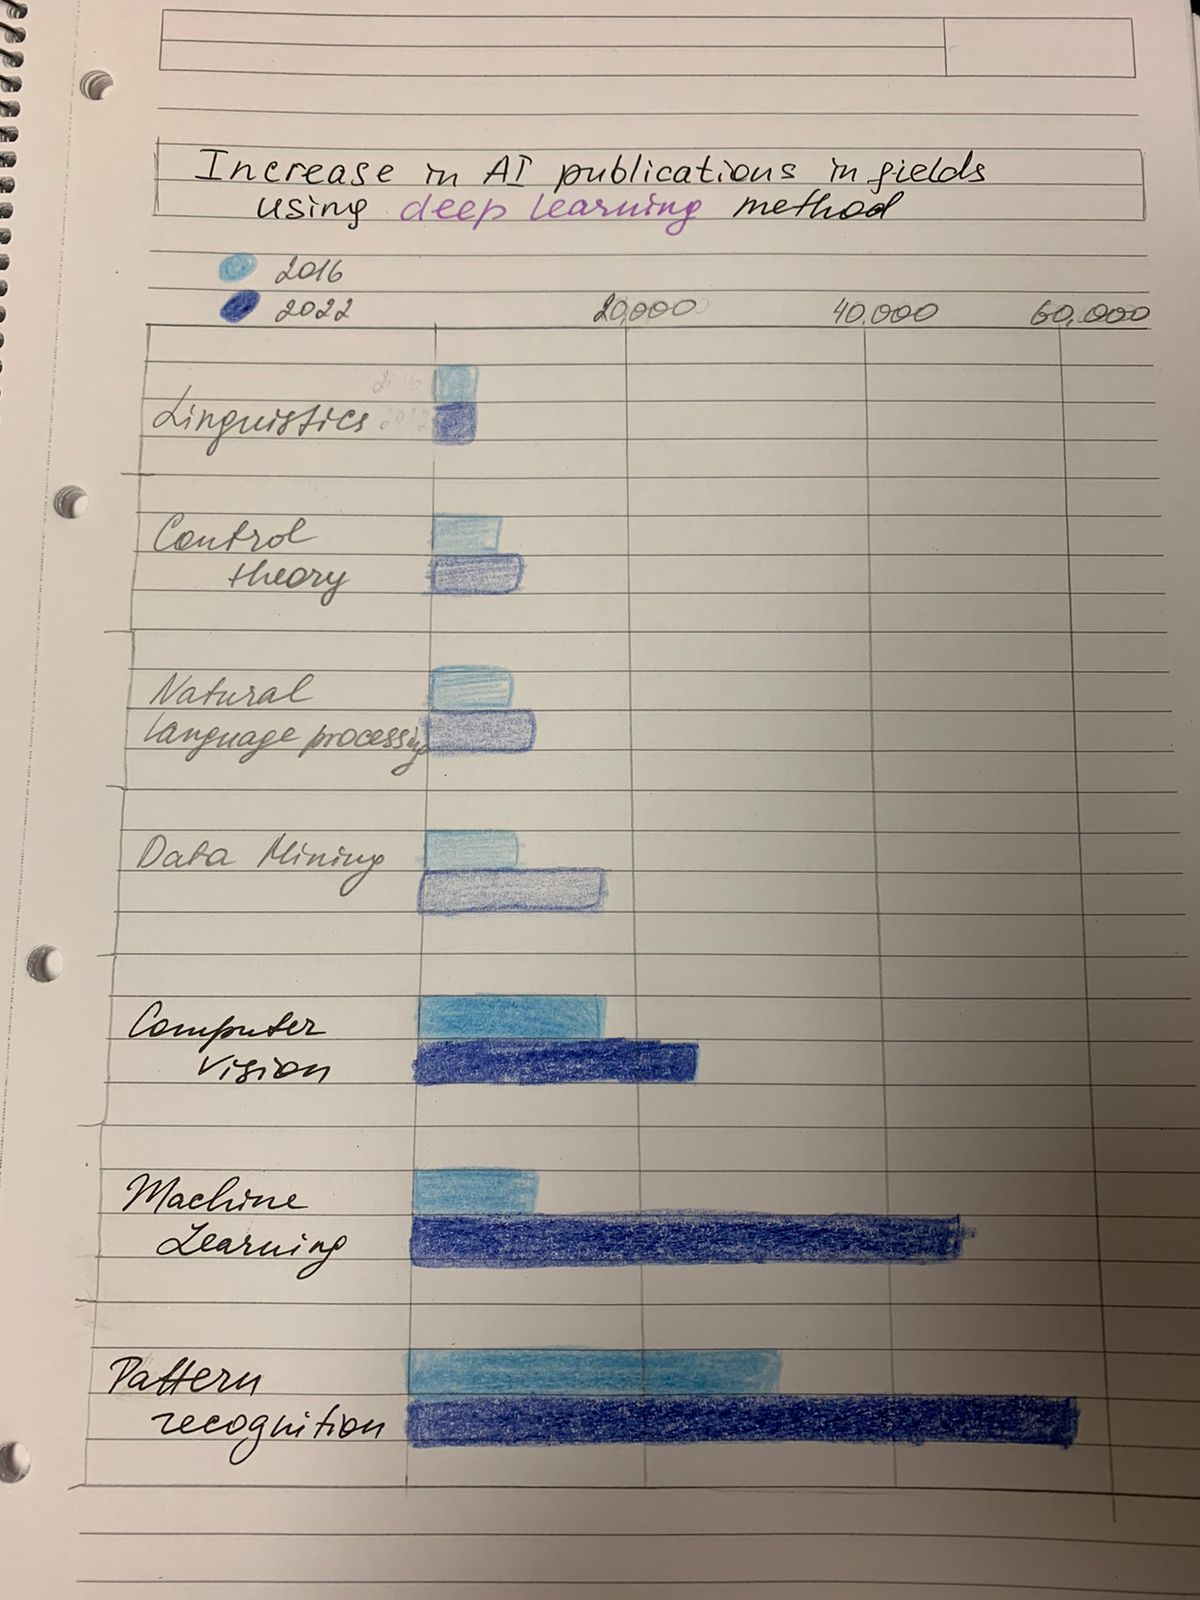 Increase in AI publications in fields
using deep learning method
2016
2022
20,000
40,000
60,000
2016
Linguistics 2022
Control
theory
Natural
language processing
Data Mining
Computer
vision
Machine
Learning
Pattern
recognition